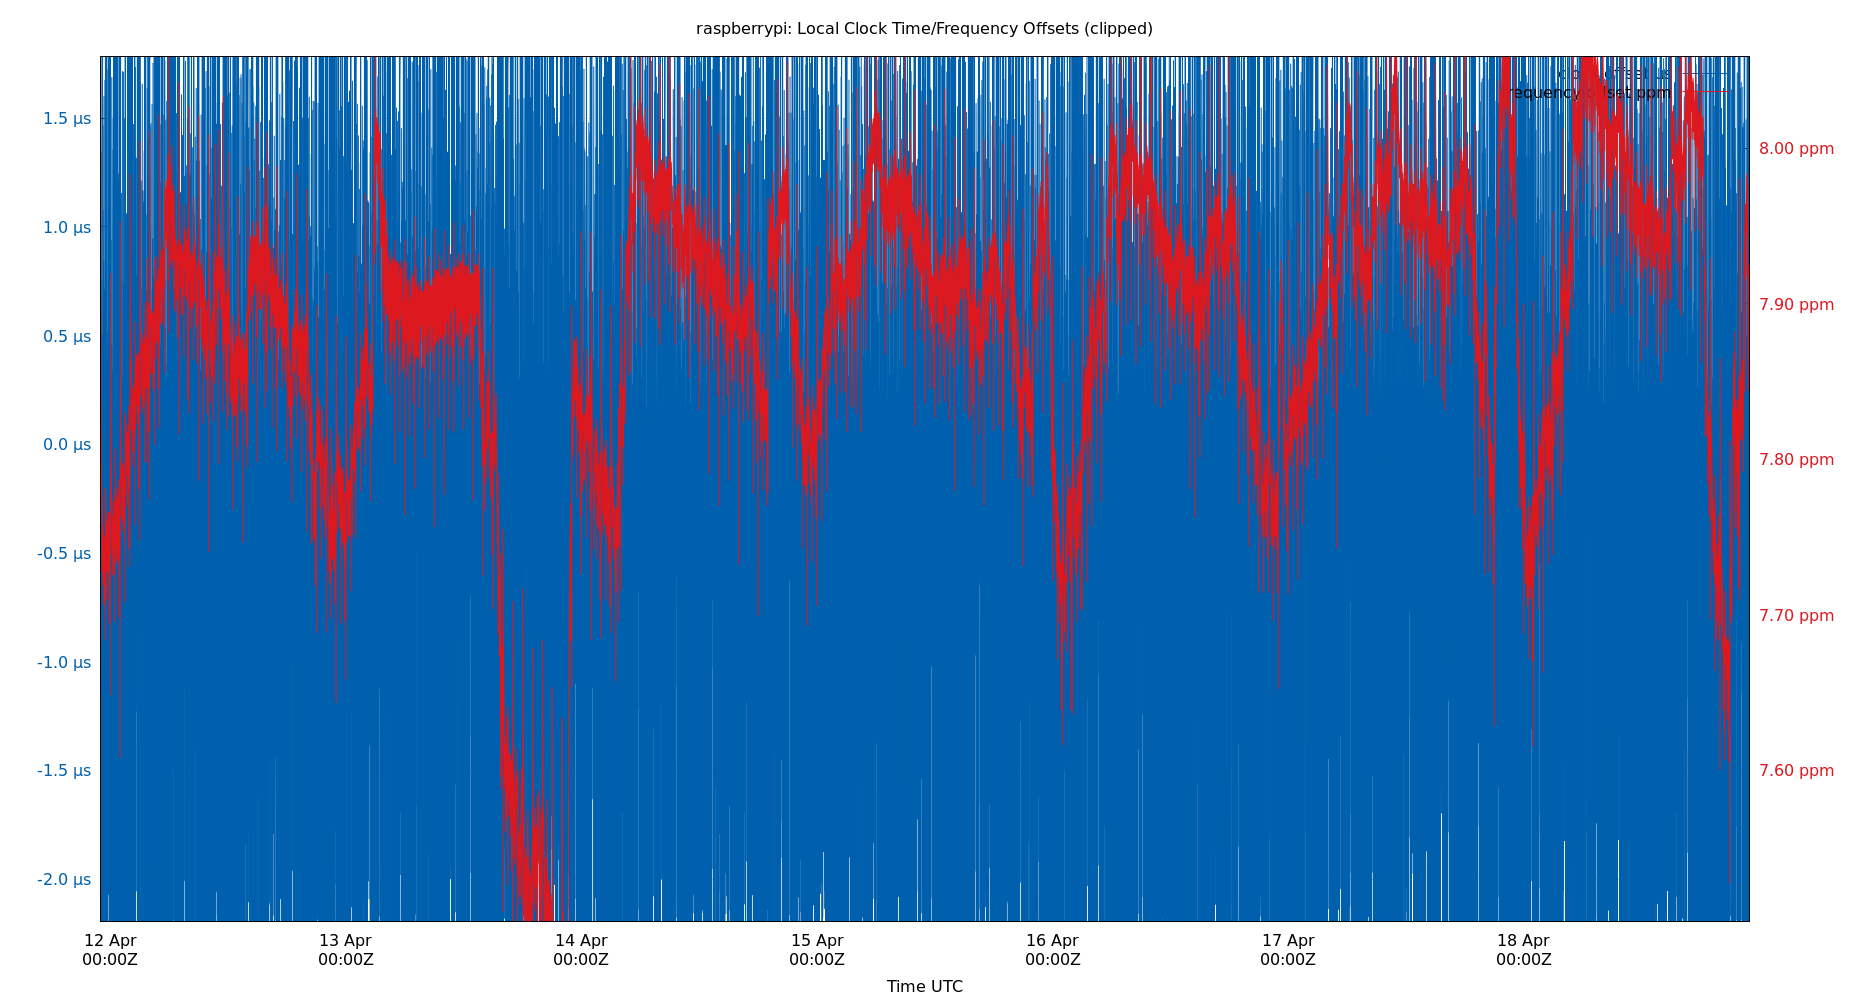 raspberrypi: Local Clock Time/Frequency Offsets (clipped)
offset
requency offset ppm
1.5 µs
1.0 µs
0.5 µs
0.0 µs
-0.5 µs
-1.0 µs
-1.5 µs
-2.0 µs
8.00 ppm
7.90 ppm
7.80 ppm
7.70 ppm
7.60 ppm
12 Apr
00:00Z
13 Apr
00:00Z
14 Apr
00:00Z
15 Apr
00:00Z
16 Apr
00:00Z
17 Apr
00:00Z
18 Apr
00:00Z
Time UTC